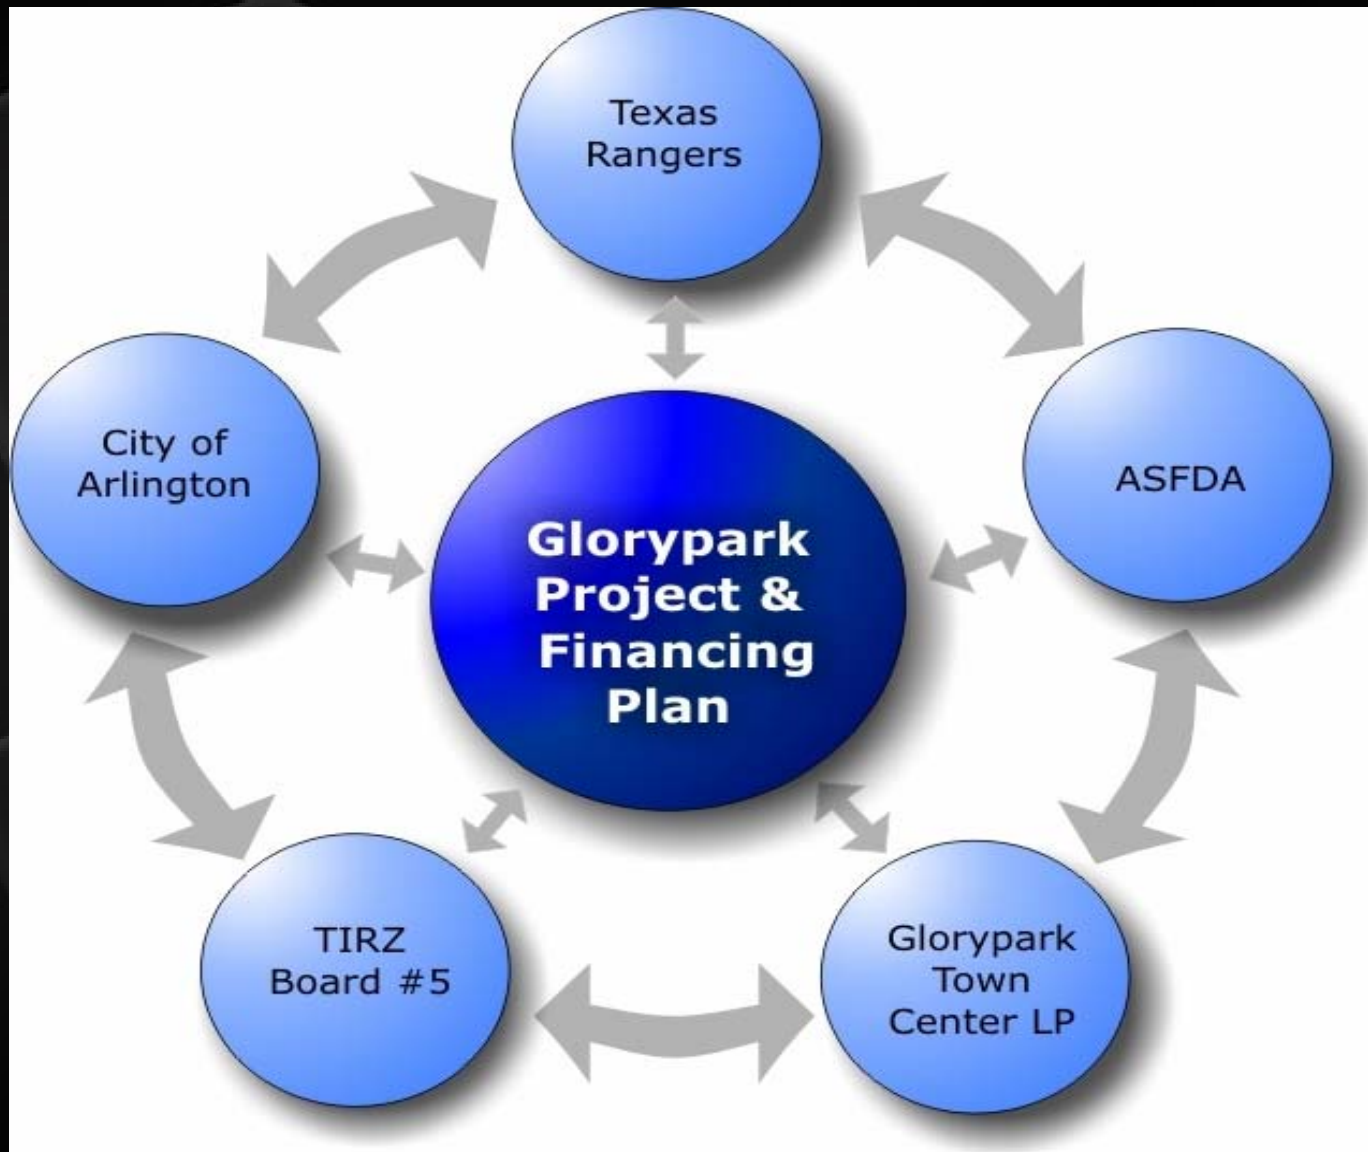 Texas
Rangers
City of
Arlington
ASFDA
Glorypark
Project &
Financing
Plan
TIRZ
Board #5
Glorypark
Town
Center LP